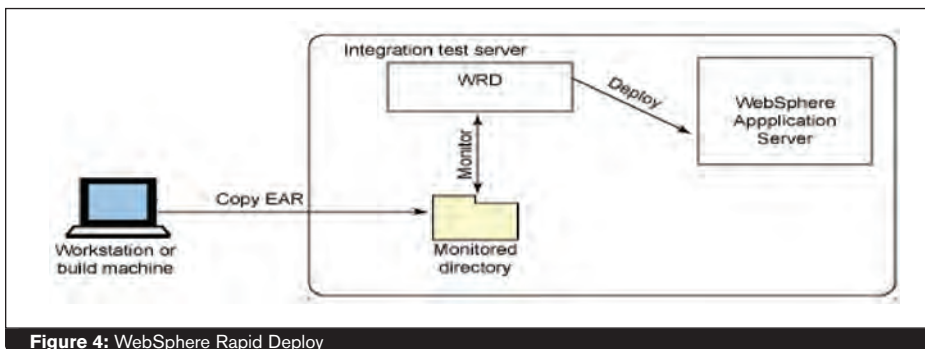 Integration test server
WRD
Deploy
WebSphere
Appplication
Server
Monitor
Copy EAR
Workstation or
build machine
Monitored
directory
Figure 4: WebSphere Rapid Deploy